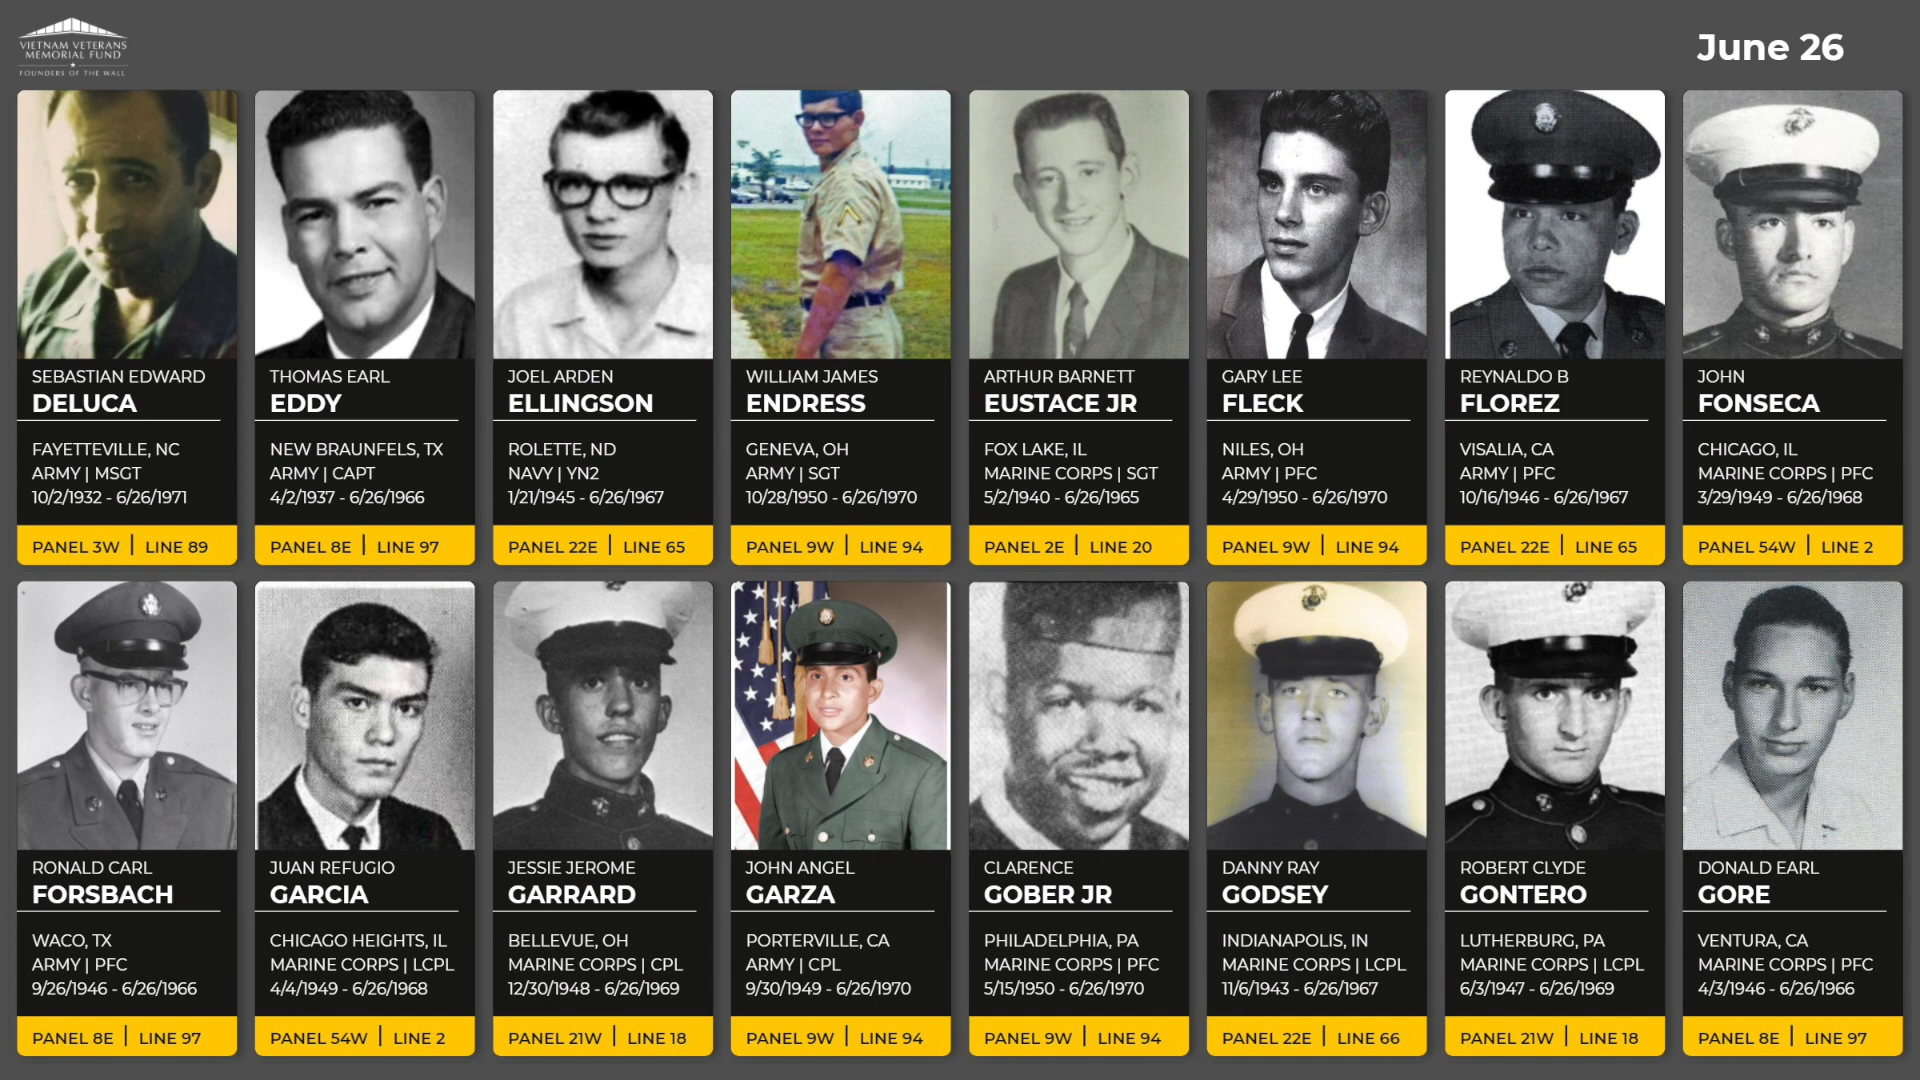 VIETNAM VETERANS
MEMORIAL FUND
FOUNDERS OF THE WALL
June 26
SEBASTIAN EDWARD
DELUCA
FAYETTEVILLE, NC
ARMY | MSGT
10/2/1932 - 6/26/1971
PANEL 3W | LINE 89
THOMAS EARL
EDDY
NEW BRAUNFELS, TX
ARMY | CAPT
4/2/1937 - 6/26/1966
PANEL 8E | LINE 97
JOEL ARDEN
ELLINGSON
ROLETTE, ND
NAVY | YN2
1/21/1945 - 6/26/1967
PANEL 22E | LINE 65
WILLIAM JAMES
ENDRESS
GENEVA, OH
ARMY | SGT
10/28/1950 - 6/26/1970
PANEL 9W | LINE 94
ARTHUR BARNETT
EUSTACE JR
FOX LAKE, IL
MARINE CORPS | SGT
5/2/1940 - 6/26/1965
PANEL 2E | LINE 20
GARY LEE
FLECK
NILES, OH
ARMY | PFC
4/29/1950 - 6/26/1970
PANEL 9W | LINE 94
REYNALDO B
FLOREZ
VISALIA, CA
ARMY | PFC
10/16/1946 - 6/26/1967
PANEL 22E | LINE 65
JOHN
FONSECA
CHICAGO, IL
MARINE CORPS | PFC
3/29/1949 - 6/26/1968
PANEL 54W | LINE 2
RONALD CARL
FORSBACH
WACO, TX
ARMY | PFC
9/26/1946 - 6/26/1966
PANEL 8E | LINE 97
JUAN REFUGIO
GARCIA
CHICAGO HEIGHTS, IL
MARINE CORPS | LCPL
4/4/1949 - 6/26/1968
PANEL 54W | LINE 2
JESSIE JEROME
GARRARD
BELLEVUE, OH
MARINE CORPS | CPL
12/30/1948 - 6/26/1969
PANEL 21W | LINE 18
JOHN ANGEL
GARZA
PORTERVILLE, CA
ARMY | CPL
9/30/1949 - 6/26/1970
PANEL 9W | LINE 94
CLARENCE
GOBER JR
PHILADELPHIA, PA
MARINE CORPS | PFC
5/15/1950 - 6/26/1970
PANEL 9W | LINE 94
DANNY RAY
GODSEY
INDIANAPOLIS, IN
MARINE CORPS | LCPL
11/6/1943 - 6/26/1967
PANEL 22E | LINE 66
ROBERT CLYDE
GONTERO
LUTHERBURG, PA
MARINE CORPS | LCPL
6/3/1947 - 6/26/1969
PANEL 21W | LINE 18
DONALD EARL
GORE
VENTURA, CA
MARINE CORPS | PFC
4/3/1946 - 6/26/1966
PANEL 8E | LINE 97